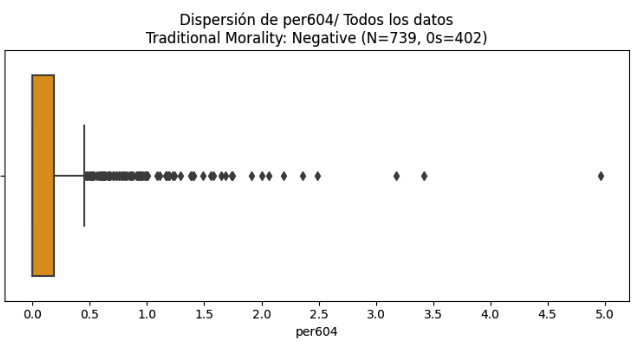 Dispersión de per604/ Todos los datos
Traditional Morality: Negative (N=739, 0s=402)
0.0 0.5 1.0 1.5 2.0 2.5 3.0 3.5 4.0 4.5 5.0
per604